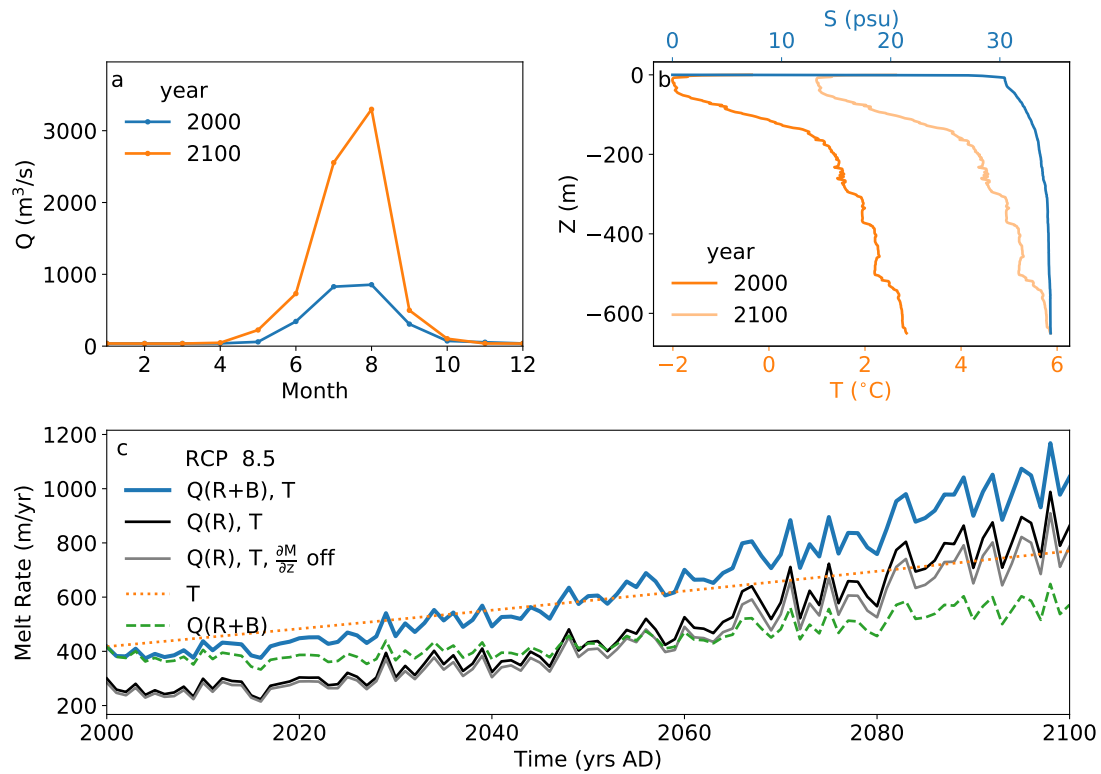 a
year
2000
2100
Q (m³/s)
3000
2000
1000
0
2 4 6 8 10 12
Month
S (psu)
0 10 20 30
b
Z (m)
0
−200
−400
−600
year
2000
2100
−2 0 2 4 6
T (°C)
c
Melt Rate (m/yr)
1200
1000
800
600
400
200
RCP 8.5
Q(R+B), T
Q(R), T
Q(R), T, ∂M/∂z off
T
Q(R+B)
2000 2020 2040 2060 2080 2100
Time (yrs AD)